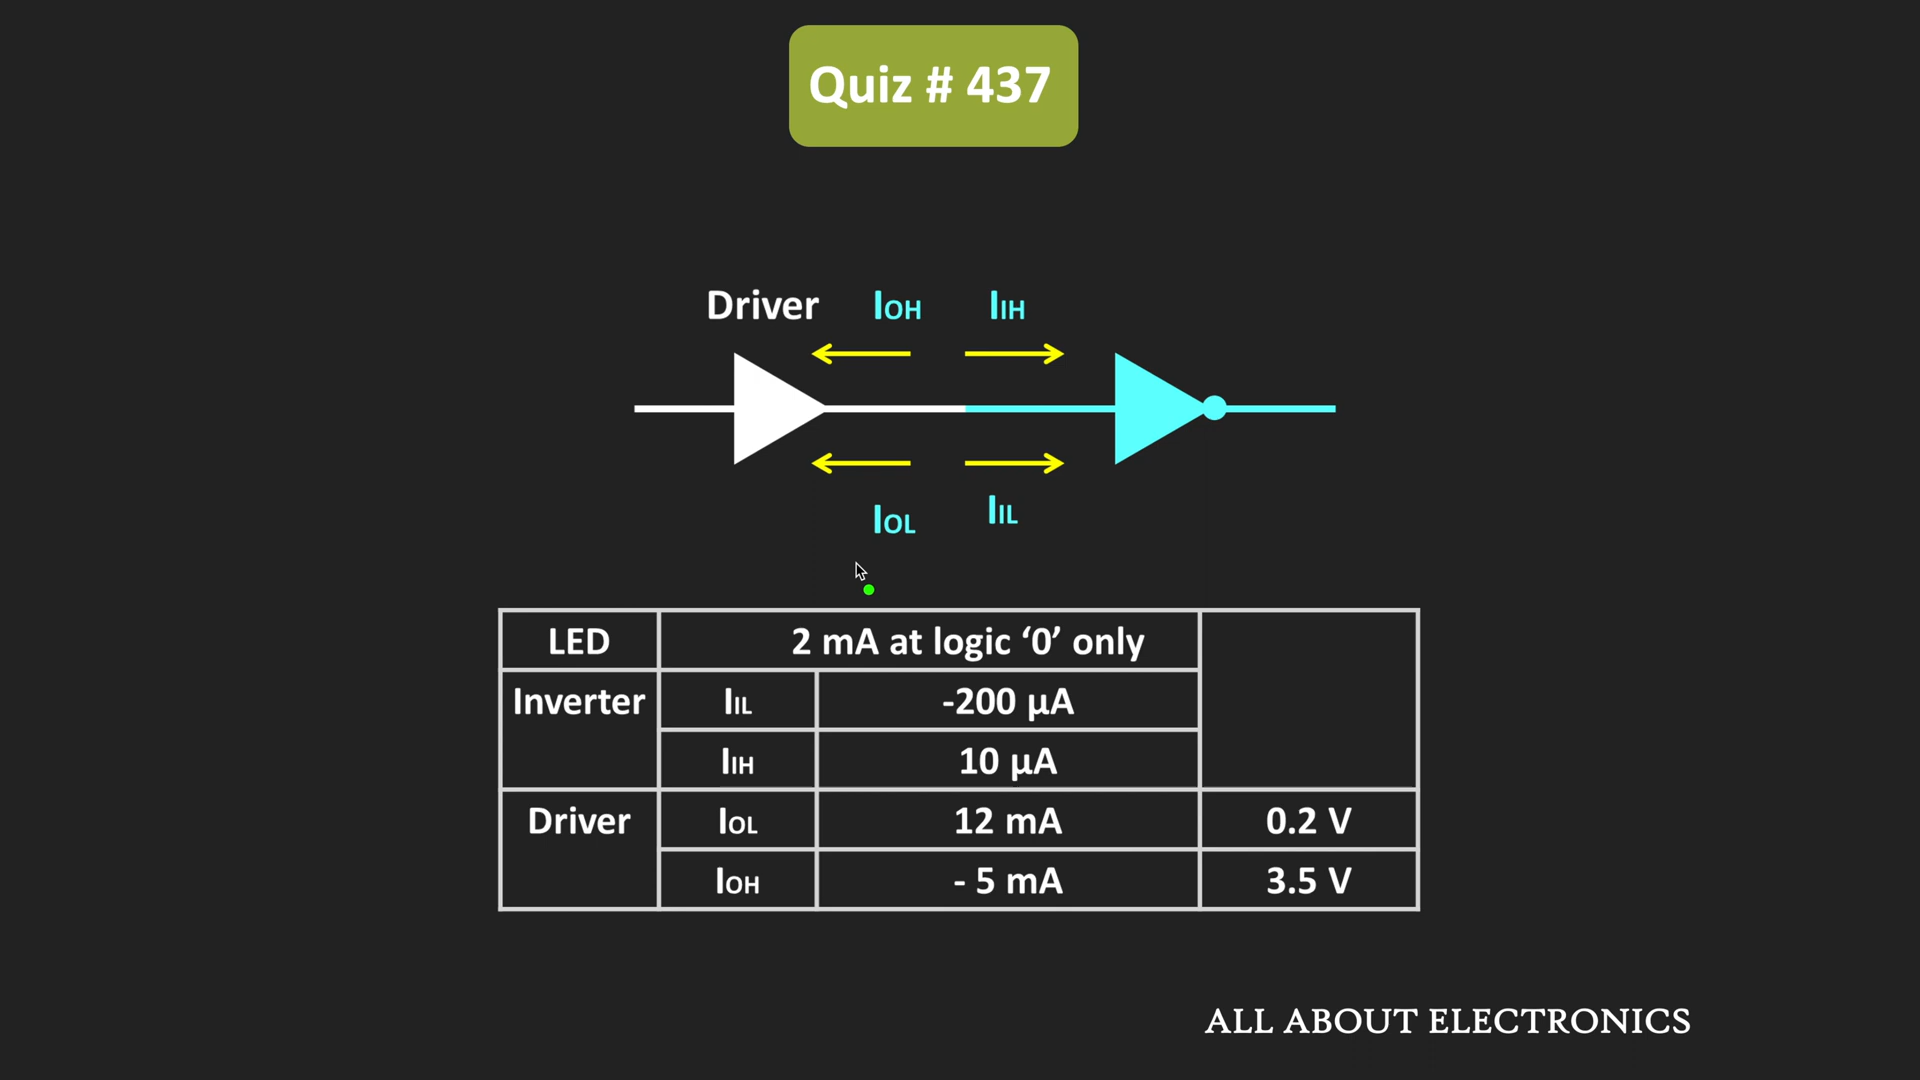 Quiz # 437
Driver IOH IIH
IOL IIL
LED 2 mA at logic ‘0’ only
Inverter IIL -200 µA
IIH 10 µA
Driver IOL 12 mA 0.2 V
IOH - 5 mA 3.5 V
ALL ABOUT ELECTRONICS